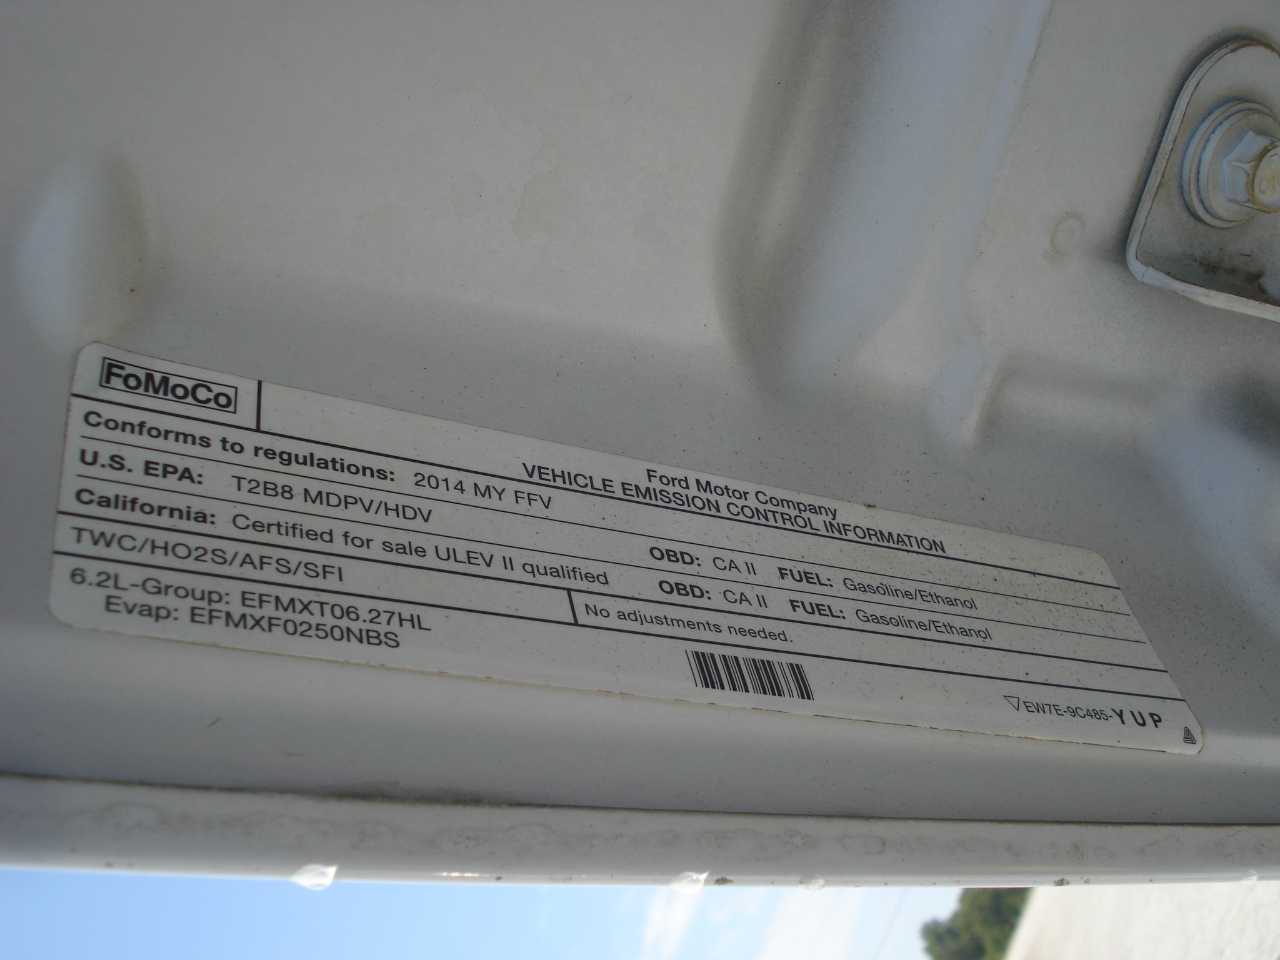 FoMoCo
Ford Motor Company
VEHICLE EMISSION CONTROL INFORMATION
Conforms to regulations: 2014 MY FFV
U.S. EPA: T2B8 MDPV/HDV OBD: CA II FUEL: Gasoline/Ethanol
California: Certified for sale ULEV II qualified OBD: CA II FUEL: Gasoline/Ethanol
TWC/HO2S/AFS/SFI No adjustments needed.
6.2L-Group: EFMXT06.27HL
Evap: EFMXF0250NBS
EW7E-9C485-YUP